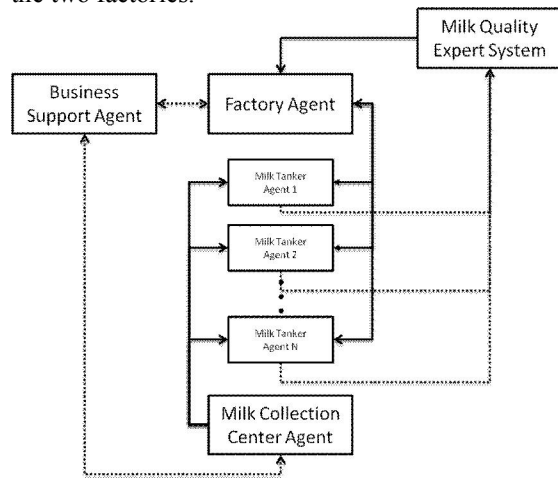 the two factories.
Milk Quality
Expert System
Business
Support Agent
Factory Agent
Milk Tanker
Agent 1
Milk Tanker
Agent 2
Milk Tanker
Agent N
Milk Collection
Center Agent